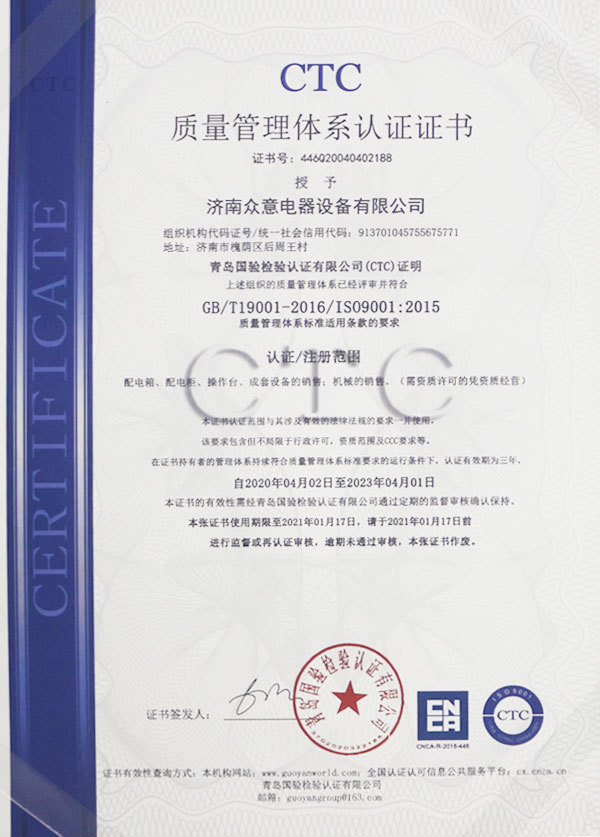 CTC
CTC
CERTIFICATE
质量管理体系认证证书
证书号：446Q20040402188
授 予
济南众意电器设备有限公司
组织机构代码证号/统一社会信用代码：913701045755675771
地址：济南市槐荫区后周王村
青岛国验检验认证有限公司(CTC)证明
上述组织的质量管理体系已经评审并符合
GB/T19001-2016/ISO9001:2015
质量管理体系标准适用条款的要求
认证/注册范围
CTC
配电箱、配电柜、操作台、成套设备的销售；机械的销售。（需资质许可的凭资质经营）
本证书认证范围与其涉及有效的法律法规的要求一并使用，
该要求包含但不局限于行政许可，资质范围及CCC要求等。
在证书持有者的管理体系持续符合质量管理体系标准要求的运行条件下，认证有效期为三年，
自2020年04月02日至2023年04月01日
本证书的有效性需经青岛国验检验认证有限公司通过定期的监督审核确认保持。
本张证书使用期限至2021年01月17日，请于2021年01月17日前
进行监督或再认证审核，逾期未通过审核，本张证书作废。
证书签发人：
青岛国验检验认证有限公司
3702020322188
CNCA
CNCA-R-2016-446
ISO9001
CTC
证书有效性查询方式：本机构网站：www.guoyanworld.com；全国认证认可信息公共服务平台：cx.cnca.cn
青岛国验检验认证有限公司
邮箱：guoyangroup@163.com